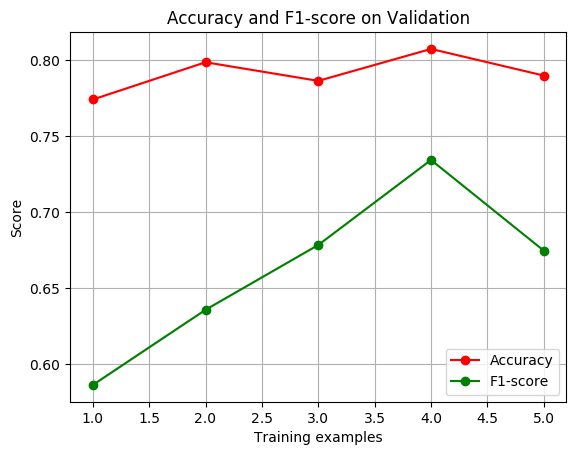 Accuracy and F1-score on Validation
Score
0.80
0.75
0.70
0.65
0.60
Accuracy
F1-score
1.0 1.5 2.0 2.5 3.0 3.5 4.0 4.5 5.0
Training examples